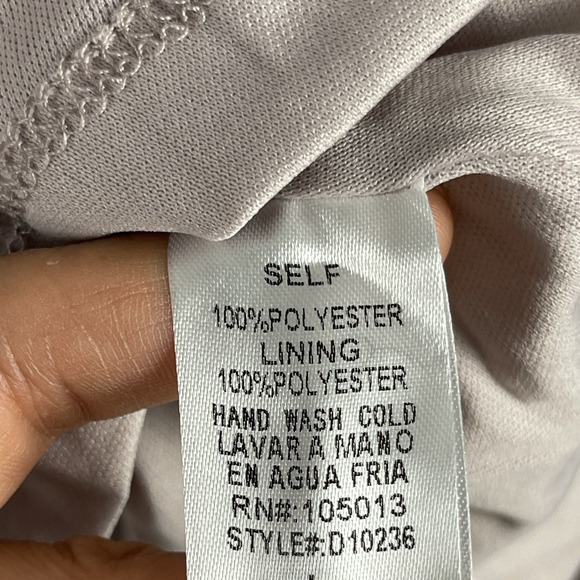 SELF
100%POLYESTER
LINING
100%POLYESTER
HAND WASH COLD
LAVAR A MANO
EN AGUA FRIA
RN#:105013
STYLE#:D10236